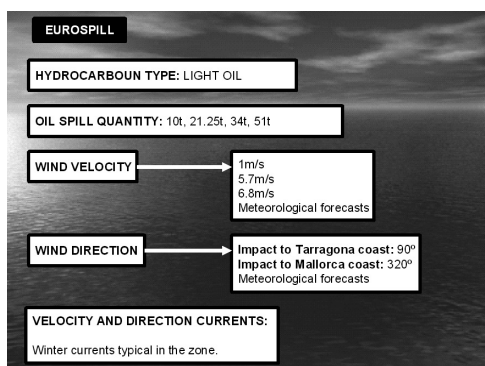 EUROSPILL
HYDROCARBOUN TYPE: LIGHT OIL
OIL SPILL QUANTITY: 10t, 21.25t, 34t, 51t
WIND VELOCITY
1m/s
5.7m/s
6.8m/s
Meteorological forecasts
WIND DIRECTION
Impact to Tarragona coast: 90º
Impact to Mallorca coast: 320º
Meteorological forecasts
VELOCITY AND DIRECTION CURRENTS:
Winter currents typical in the zone.